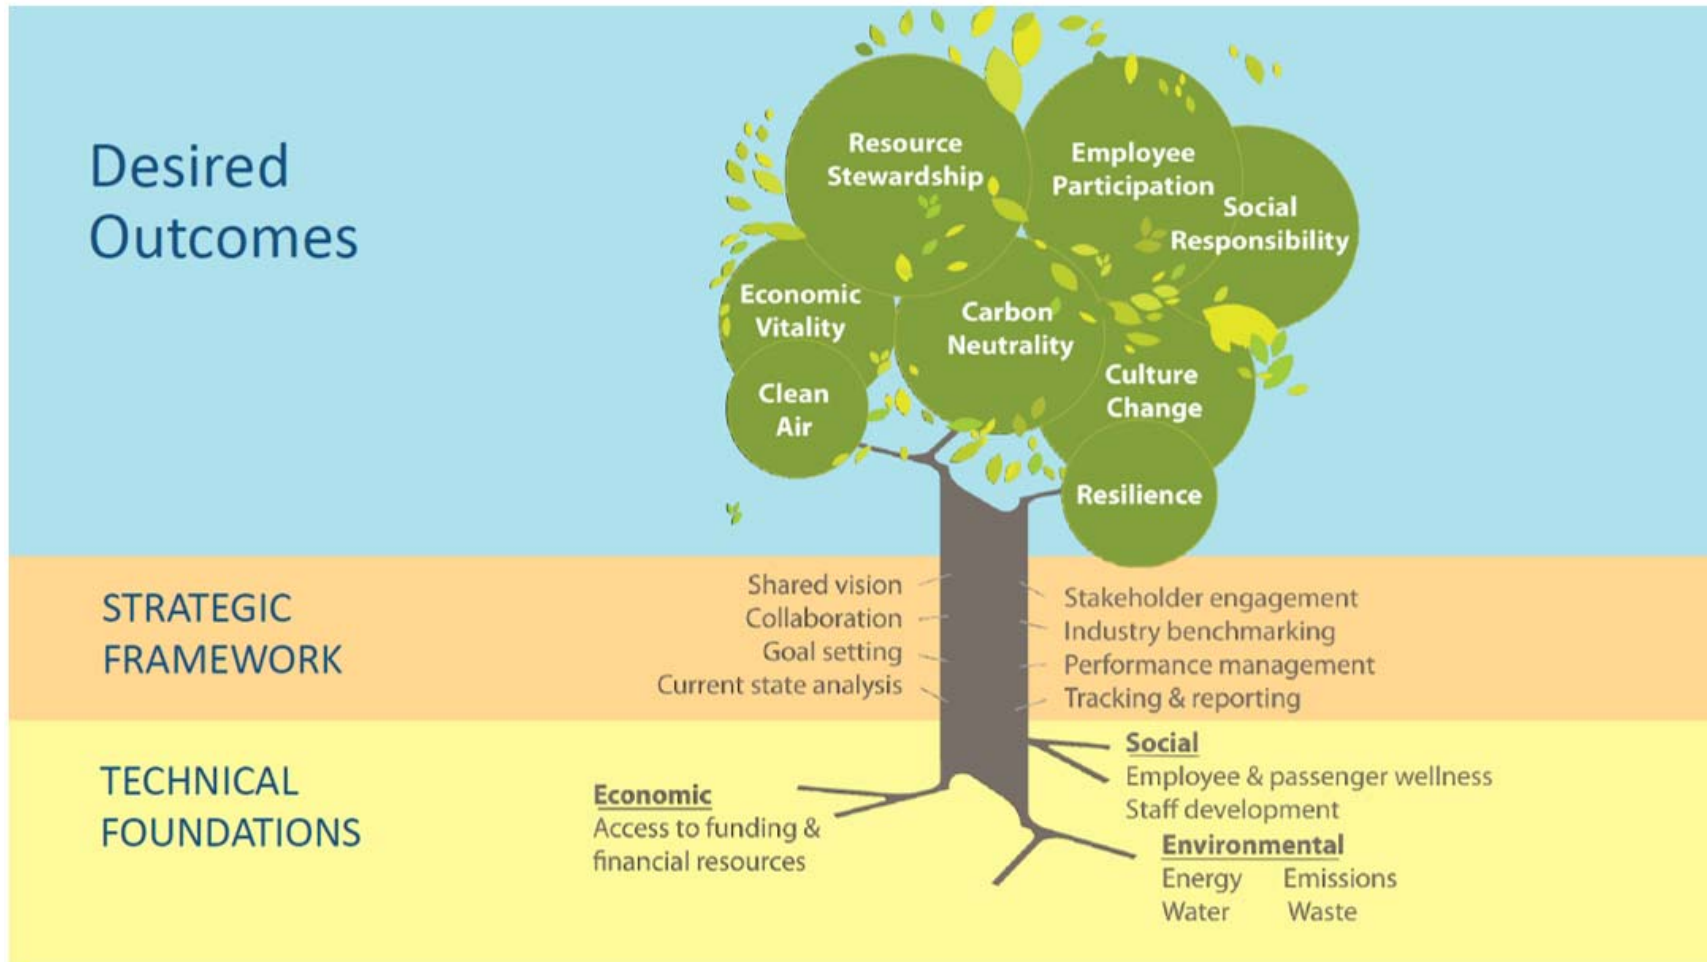 Desired
Outcomes
Resource
Stewardship
Employee
Participation
Social
Responsibility
Economic
Vitality
Carbon
Neutrality
Clean
Air
Culture
Change
Resilience
STRATEGIC
FRAMEWORK
Shared vision
Collaboration
Goal setting
Current state analysis
Stakeholder engagement
Industry benchmarking
Performance management
Tracking & reporting
TECHNICAL
FOUNDATIONS
Economic
Access to funding &
financial resources
Social
Employee & passenger wellness
Staff development
Environmental
Energy Emissions
Water Waste